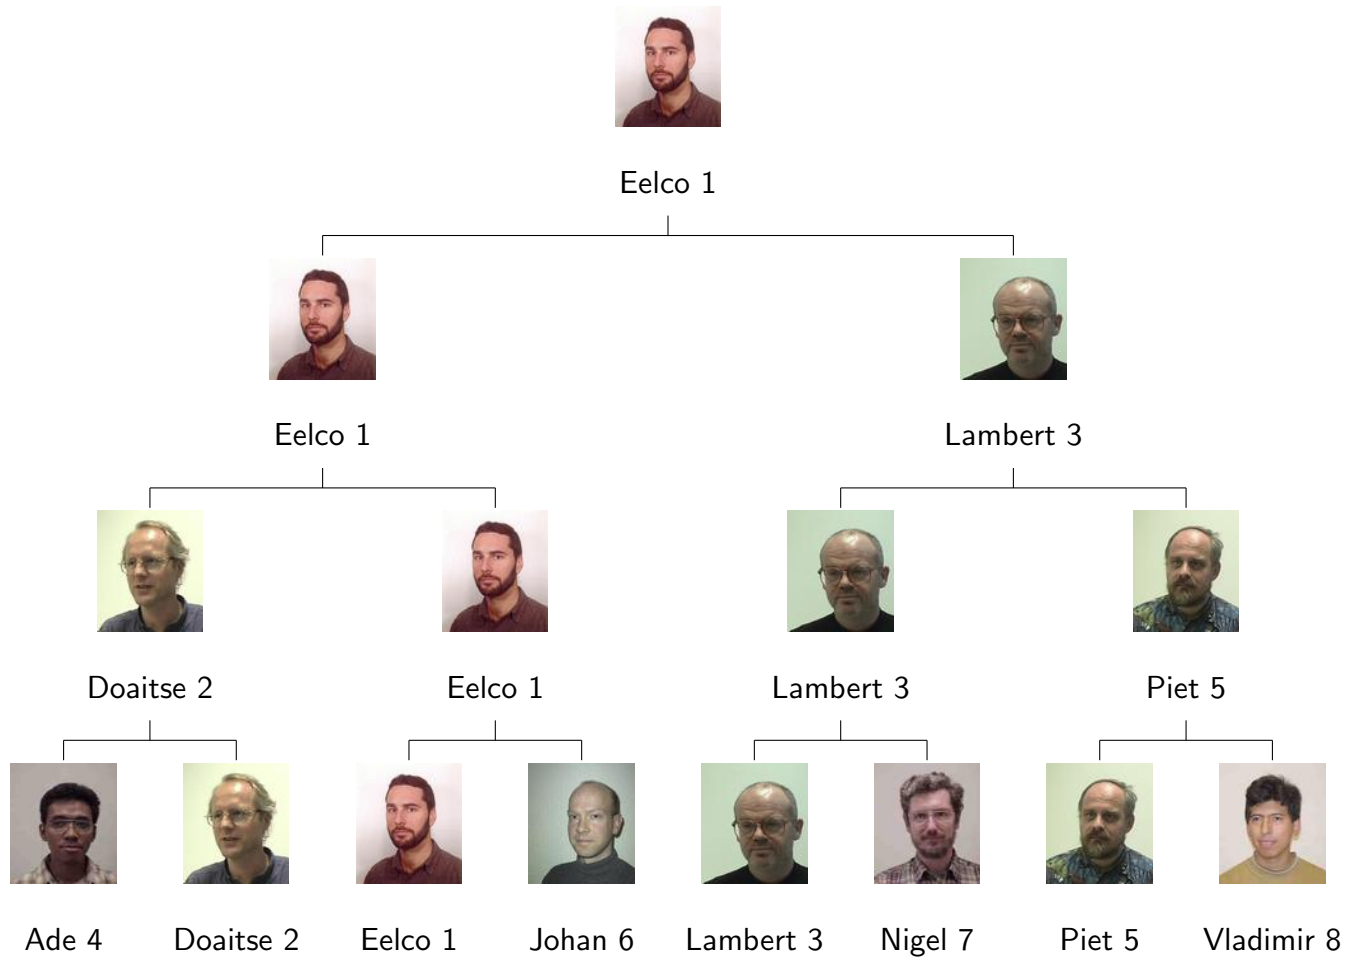 Eelco 1
Eelco 1
Lambert 3
Doaitse 2
Eelco 1
Lambert 3
Piet 5
Ade 4
Doaitse 2
Eelco 1
Johan 6
Lambert 3
Nigel 7
Piet 5
Vladimir 8